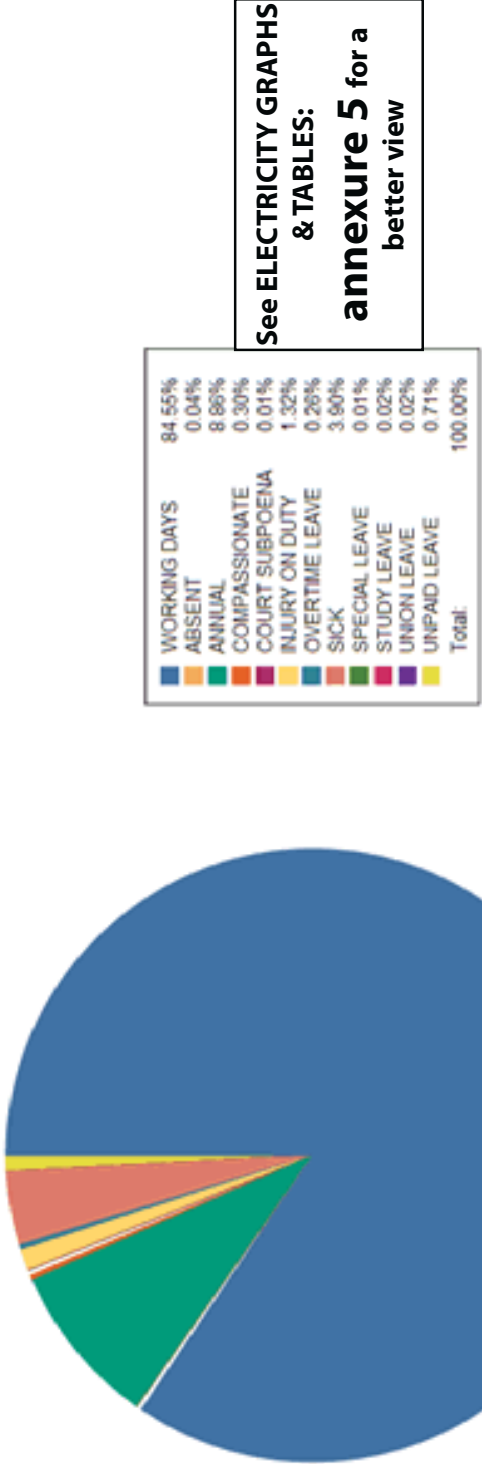 WORKING DAYS 84.55%
ABSENT 0.04%
ANNUAL 8.96%
COMPASSIONATE 0.30%
COURT SUBPOENA 0.01%
INJURY ON DUTY 1.32%
OVERTIME LEAVE 0.26%
SICK 3.90%
SPECIAL LEAVE 0.01%
STUDY LEAVE 0.02%
UNION LEAVE 0.02%
UNPAID LEAVE 0.71%
Total: 100.00%
See ELECTRICITY GRAPHS
& TABLES:
annexure 5 for a
better view